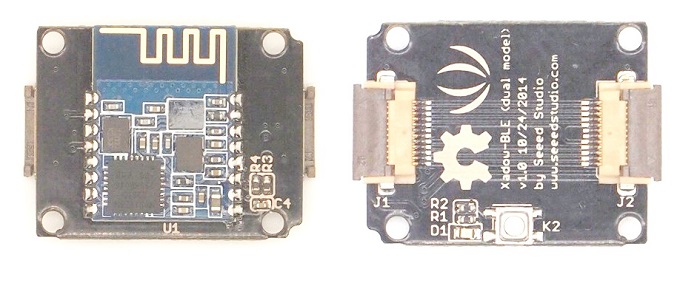 R4
R3
C4
U1
Xadow-BLE (dual model)
v1.0 10/24/2014
by Seeed Studio
www.seeedstudio.com
J1
J2
R2
R1
D1
K2